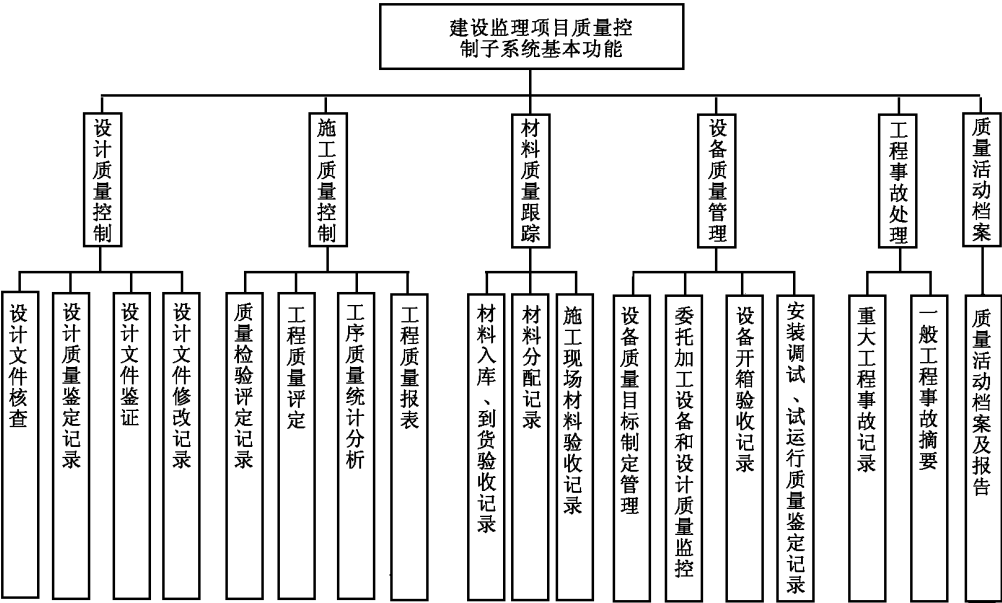 建设监理项目质量控
制子系统基本功能
设计质量控制
施工质量控制
材料质量跟踪
设备质量管理
工程事故处理
质量活动档案
设计文件核查
设计质量鉴定记录
设计文件鉴证
设计文件修改记录
质量检验评定记录
工程质量评定
工序质量统计分析
工程质量报表
材料入库、到货验收记录
材料分配记录
施工现场材料验收记录
设备质量目标制定管理
委托加工设备和设计质量监控
设备开箱验收记录
安装调试、试运行质量鉴定记录
重大工程事故记录
一般工程事故摘要
质量活动档案及报告